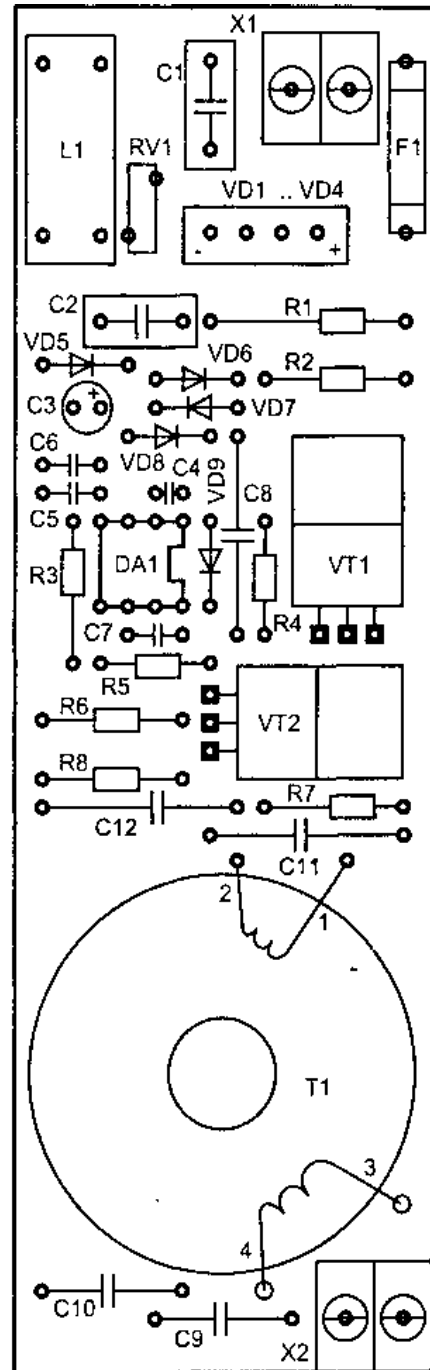 X1
C1
L1
RV1
F1
VD1 .. VD4
- +
C2
R1
VD5
VD6
R2
C3
+
VD7
C6
VD8
C4
VD9
C8
C5
R3
DA1
VT1
R4
C7
R5
R6
VT2
R8
R7
C12
C11
2
1
T1
3
4
C10
C9
X2